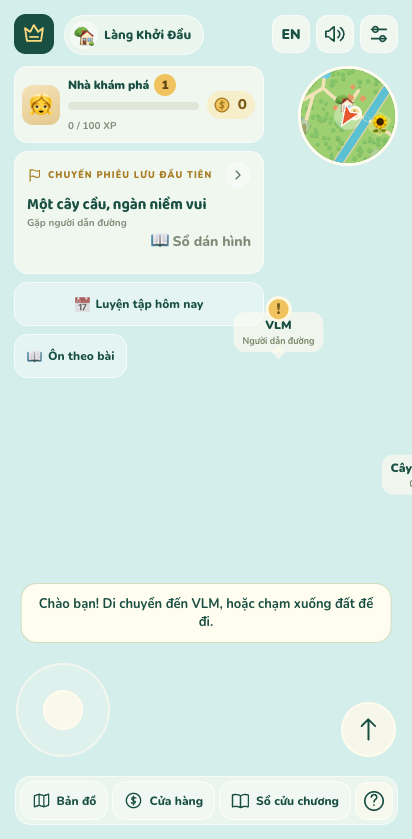 Làng Khởi Đầu
EN
Nhà khám phá 1
0
0 / 100 XP
CHUYẾN PHIÊU LƯU ĐẦU TIÊN
Một cây cầu, ngàn niềm vui
Gặp người dẫn đường
Sổ dán hình
Luyện tập hôm nay
!
VLM
Người dẫn đường
Ôn theo bài
Cây
Chào bạn! Di chuyển đến VLM, hoặc chạm xuống đất để
đi.
Bản đồ
Cửa hàng
Sổ cửu chương
?